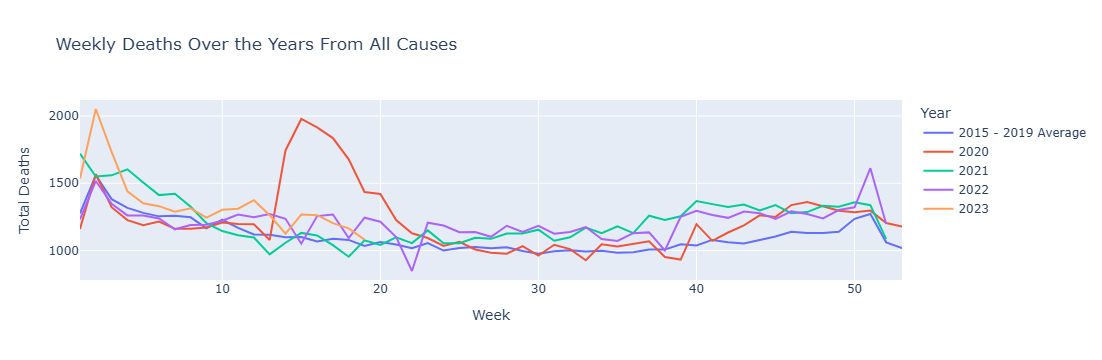 Weekly Deaths Over the Years From All Causes
Year
2015 - 2019 Average
2020
2021
2022
2023
Total Deaths
2000
1500
1000
10
20
30
40
50
Week